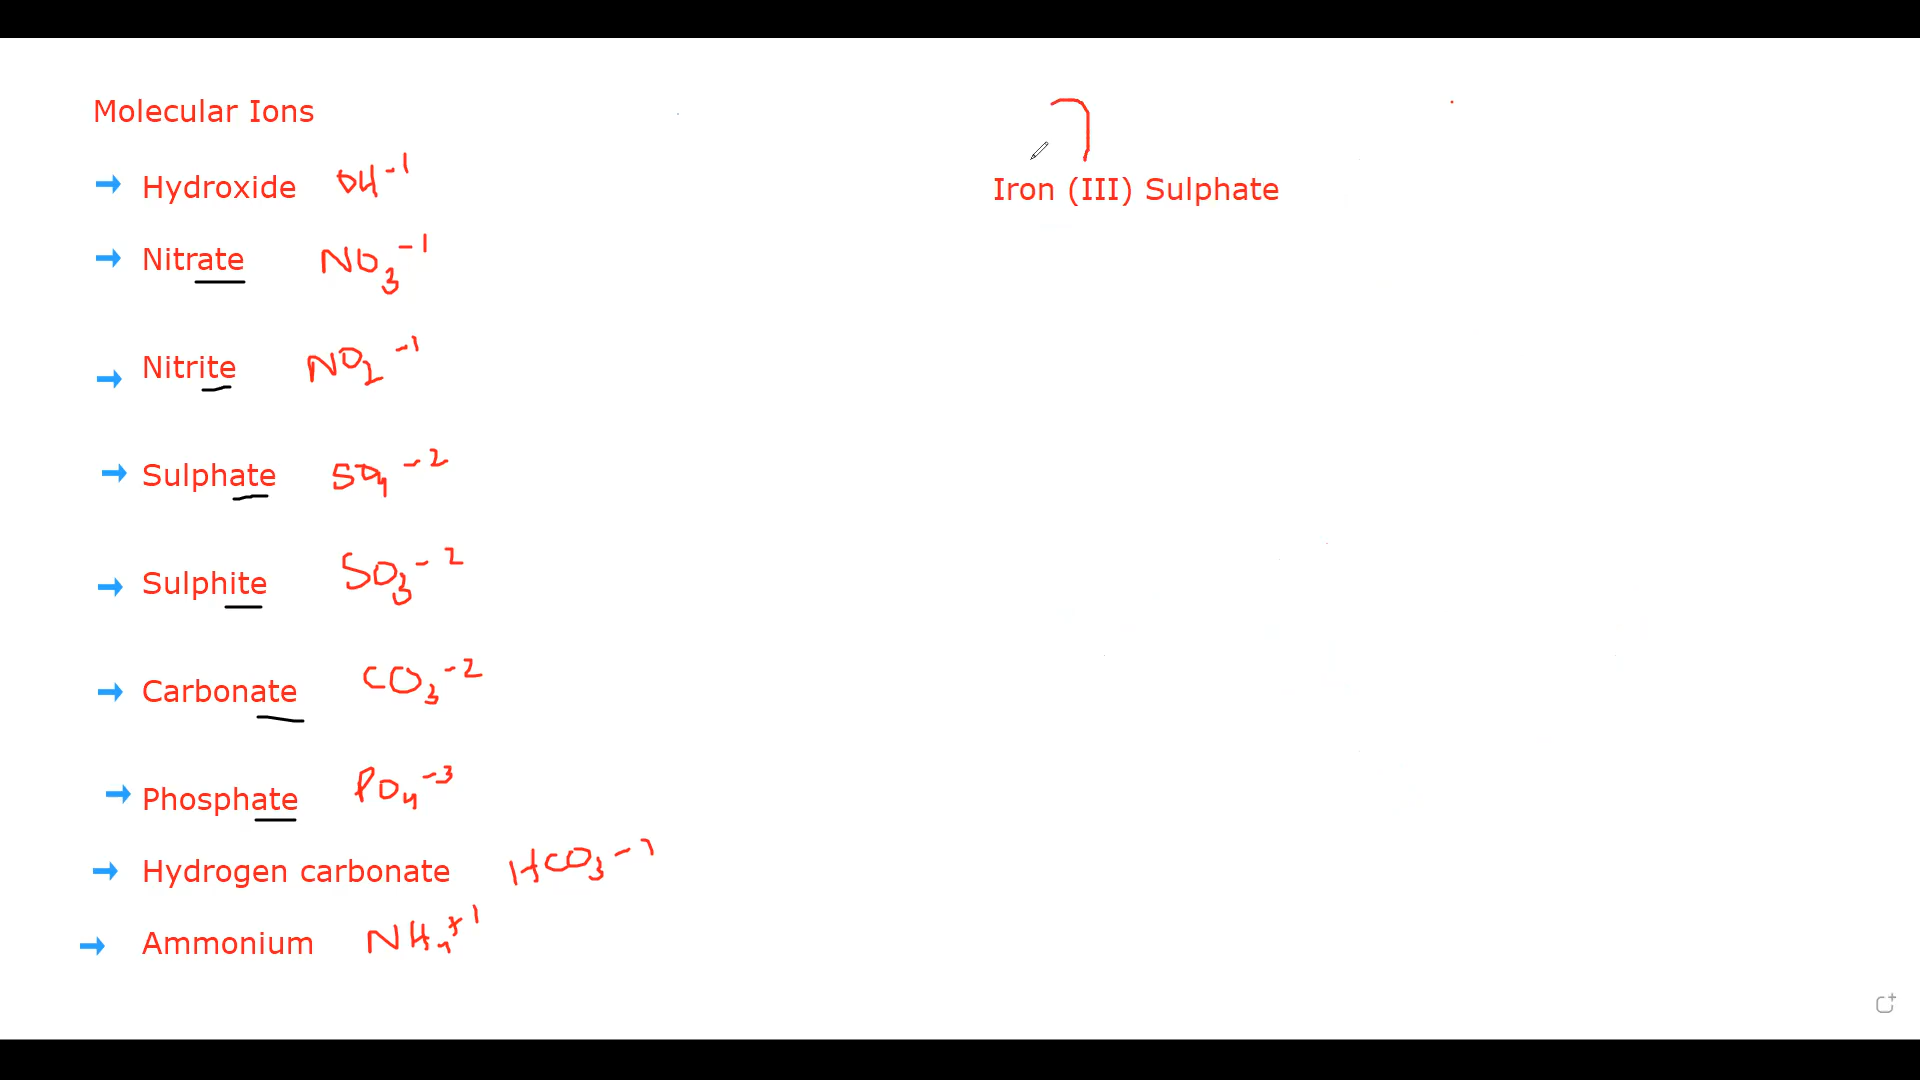 Molecular Ions
Hydroxide OH⁻¹
Nitrate NO₃⁻¹
Nitrite NO₂⁻¹
Sulphate SO₄⁻²
Sulphite SO₃⁻²
Carbonate CO₃⁻²
Phosphate PO₄⁻³
Hydrogen carbonate HCO₃⁻¹
Ammonium NH₄⁺¹
Iron (III) Sulphate